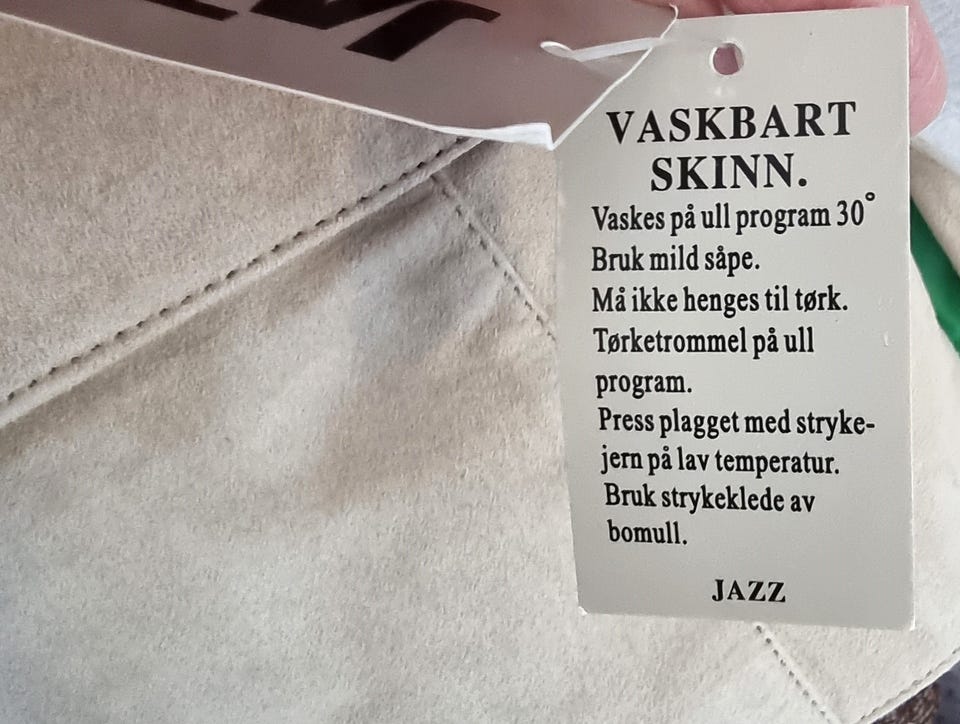 VASKBART
SKINN.
Vaskes på ull program 30°
Bruk mild såpe.
Må ikke henges til tørk.
Tørketrommel på ull
program.
Press plagget med stryke-
jern på lav temperatur.
Bruk strykeklede av
bomull.
JAZZ